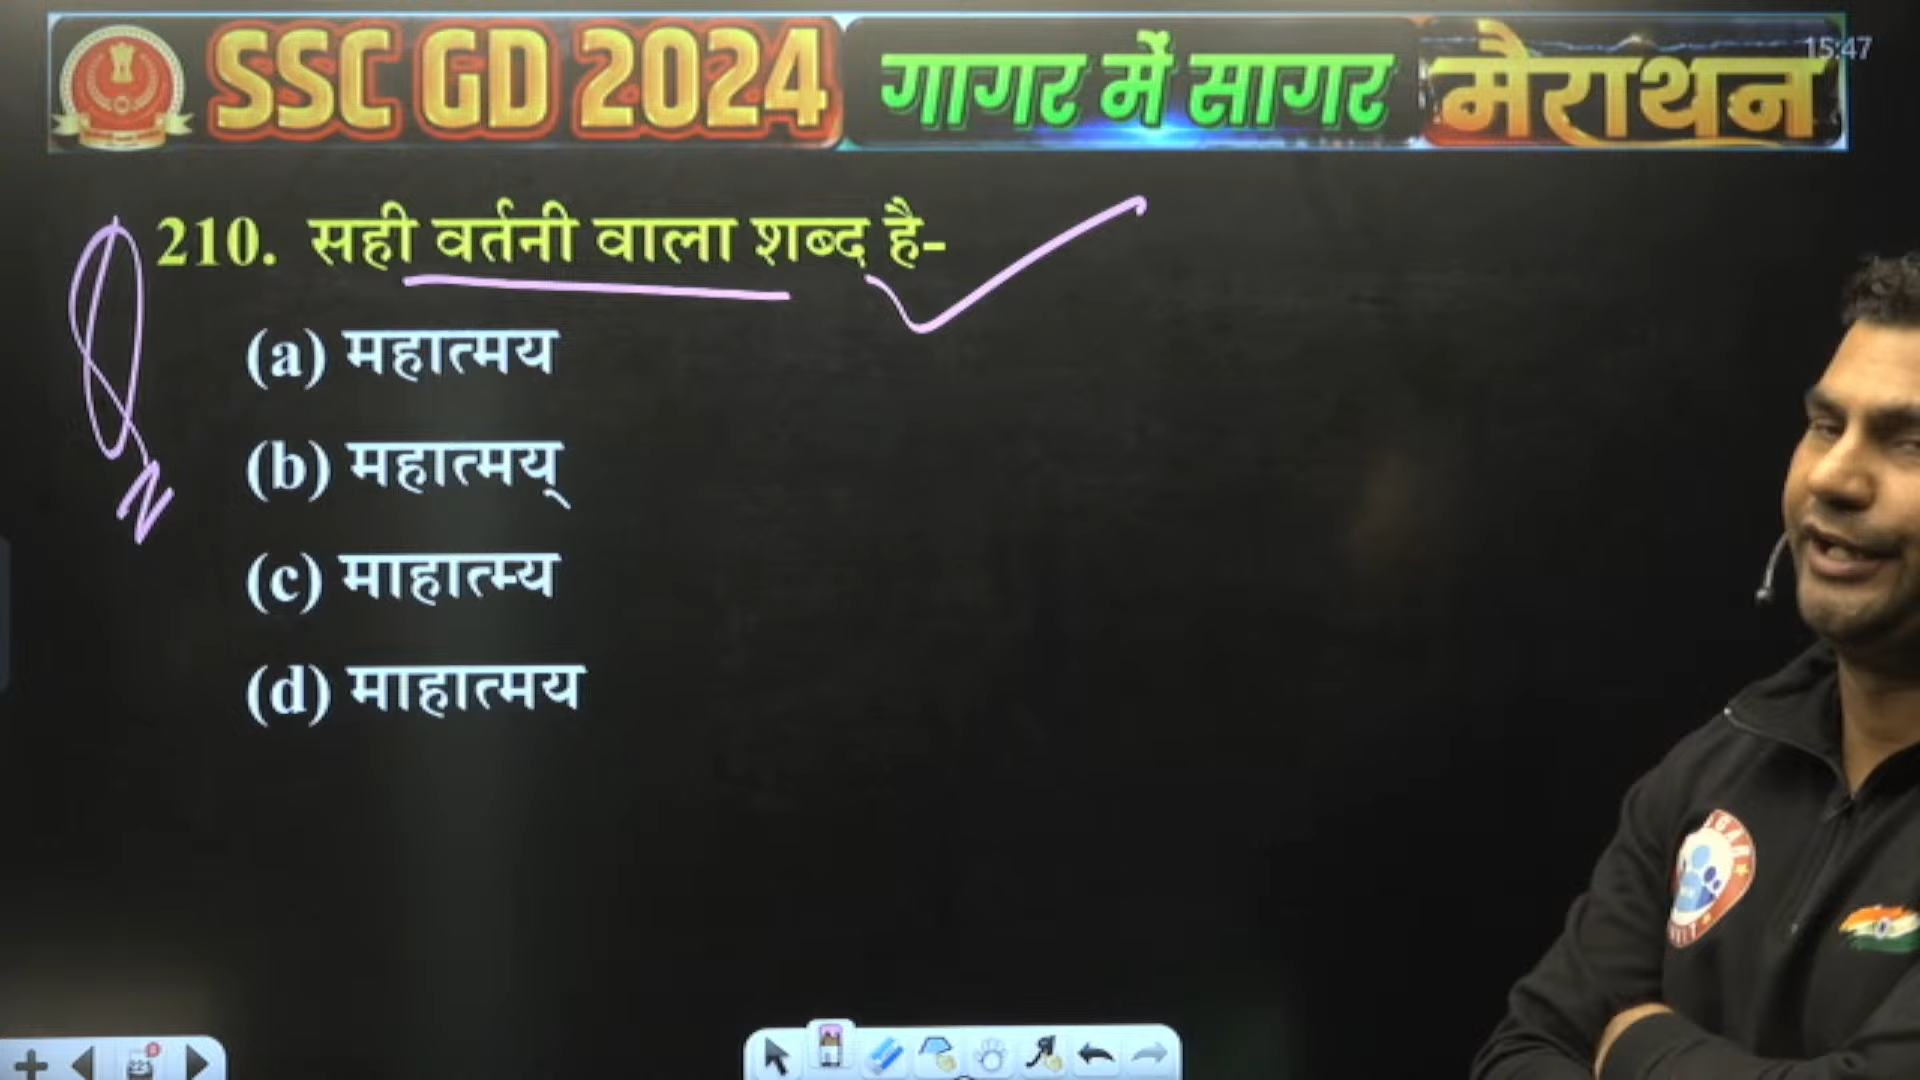 SSC GD 2024 गागर में सागर मैराथन
15:47
210. सही वर्तनी वाला शब्द है-
(a) महात्मय
(b) महात्मय्
(c) माहात्म्य
(d) माहात्मय